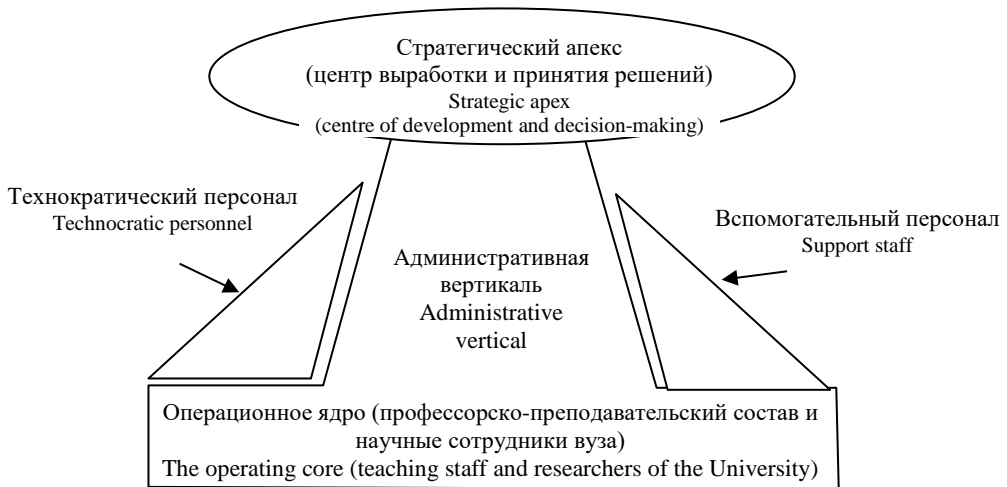 Стратегический апекс
(центр выработки и принятия решений)
Strategic apex
(centre of development and decision-making)
Технократический персонал
Technocratic personnel
Вспомогательный персонал
Support staff
Административная
вертикаль
Administrative
vertical
Операционное ядро (профессорско-преподавательский состав и
научные сотрудники вуза)
The operating core (teaching staff and researchers of the University)